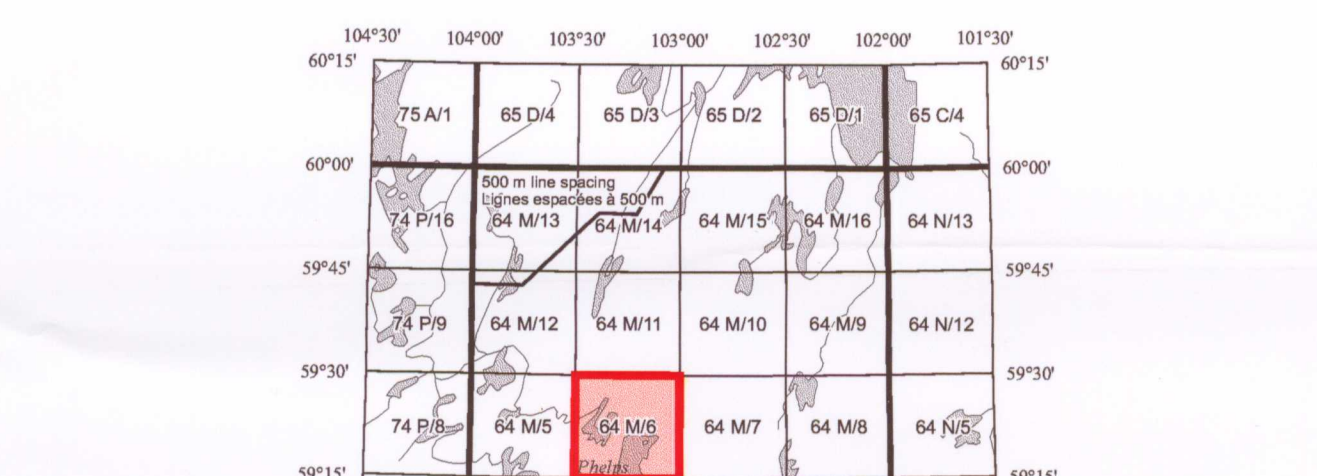 104°30' 104°00' 103°30' 103°00' 102°30' 102°00' 101°30'
60°15' 60°15'
75 A/1 65 D/4 65 D/3 65 D/2 65 D/1 65 C/4
60°00' 60°00'
500 m line spacing
Lignes espacées à 500 m
74 P/16 64 M/13 64 M/14 64 M/15 64 M/16 64 N/13
59°45' 59°45'
74 P/9 64 M/12 64 M/11 64 M/10 64 M/9 64 N/12
59°30' 59°30'
74 P/8 64 M/5 64 M/6 64 M/7 64 M/8 64 N/5
Phelps
59°15' 59°15'